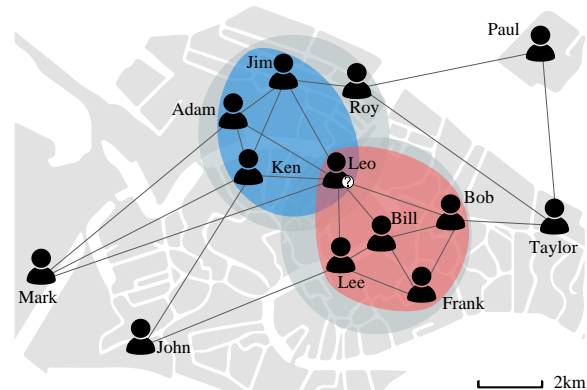 Paul
Jim
Roy
Adam
Ken
Leo
?
Bob
Bill
Taylor
Lee
Mark
Frank
John
2km